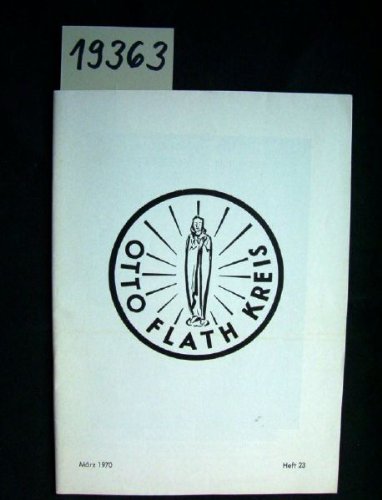 19363
OTTO FLATH KREIS
März 1970
Heft 23